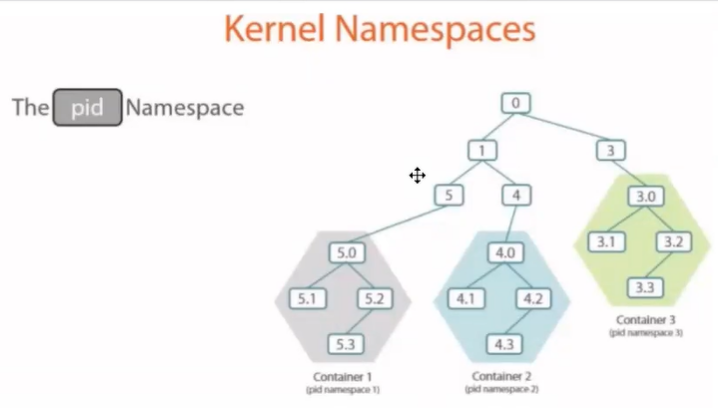 Kernel Namespaces
The pid Namespace
0
1
3
5
4
3.0
3.1
3.2
3.3
5.0
5.1
5.2
5.3
4.0
4.1
4.2
4.3
Container 3
(pid namespace 3)
Container 1
(pid namespace 1)
Container 2
(pid namespace 2)